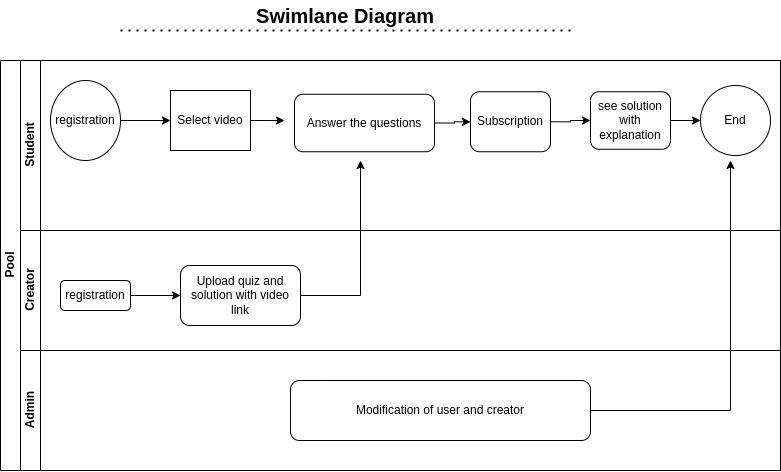 Swimlane Diagram
Pool
Student
registration
Select video
Answer the questions
Subscription
see solution
with
explanation
End
Creator
registration
Upload quiz and
solution with video
link
Admin
Modification of user and creator